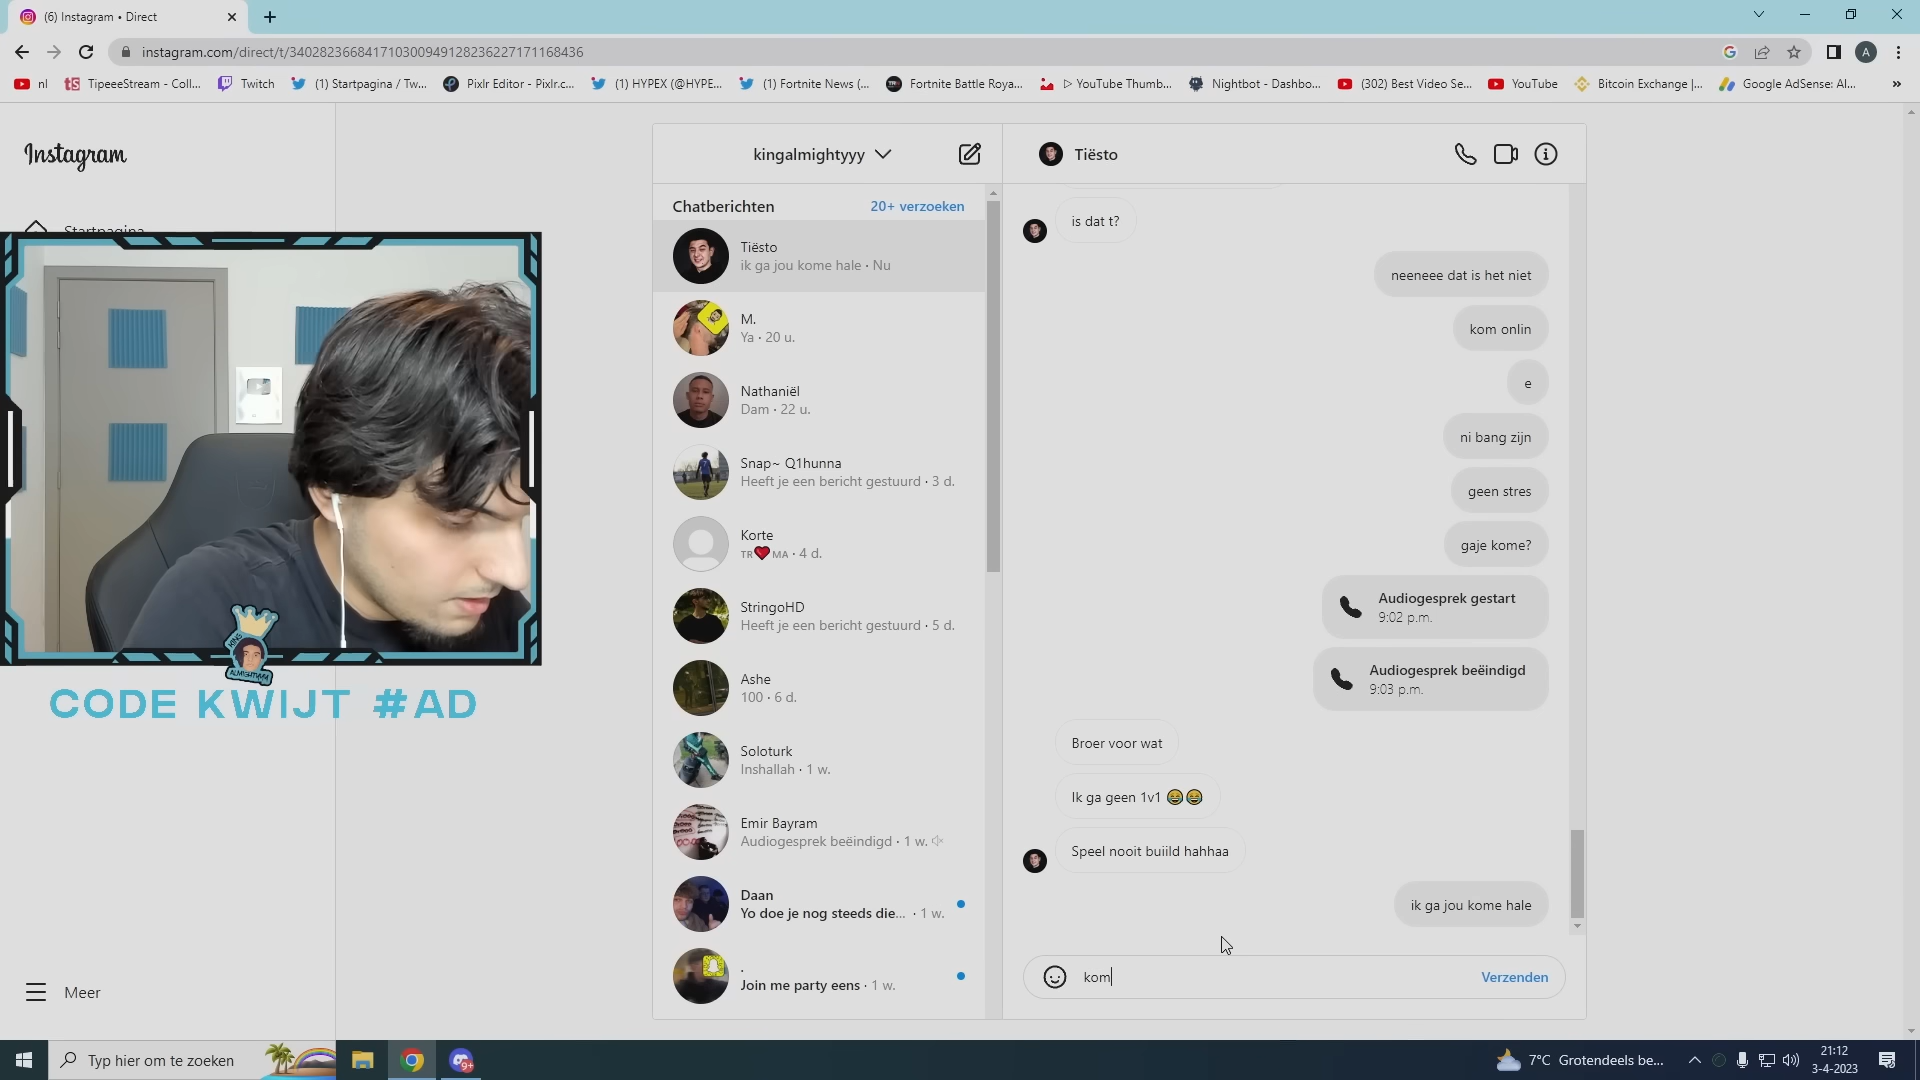 (6) Instagram • Direct
instagram.com/direct/t/340282366841710300949128236227171168436
A
nl
TipeeeStream - Coll...
Twitch
(1) Startpagina / Tw...
Pixlr Editor - Pixlr.c...
(1) HYPEX (@HYPE...
(1) Fortnite News (...
Fortnite Battle Roya...
▷ YouTube Thumb...
Nightbot - Dashbo...
(302) Best Video Se...
YouTube
Bitcoin Exchange |...
Google AdSense: Al...
»
Instagram
Startpagina
CODE KWIJT #AD
KING
ALMIGHTYYY
Meer
kingalmightyyy
Chatberichten
20+ verzoeken
Tiësto
ik ga jou kome hale · Nu
M.
Ya · 20 u.
Nathaniël
Dam · 22 u.
Snap~ Q1hunna
Heeft je een bericht gestuurd · 3 d.
Korte
TR❤️MA · 4 d.
StringoHD
Heeft je een bericht gestuurd · 5 d.
Ashe
100 · 6 d.
Soloturk
Inshallah · 1 w.
Emir Bayram
Audiogesprek beëindigd · 1 w.
Daan
Yo doe je nog steeds die... · 1 w.
.
Join me party eens · 1 w.
Tiësto
is dat t?
neeneee dat is het niet
kom onlin
e
ni bang zijn
geen stres
gaje kome?
Audiogesprek gestart
9:02 p.m.
Audiogesprek beëindigd
9:03 p.m.
Broer voor wat
Ik ga geen 1v1 😂😂
Speel nooit buiild hahhaa
ik ga jou kome hale
kom
Verzenden
Typ hier om te zoeken
9+
7°C Grotendeels be...
21:12
3-4-2023